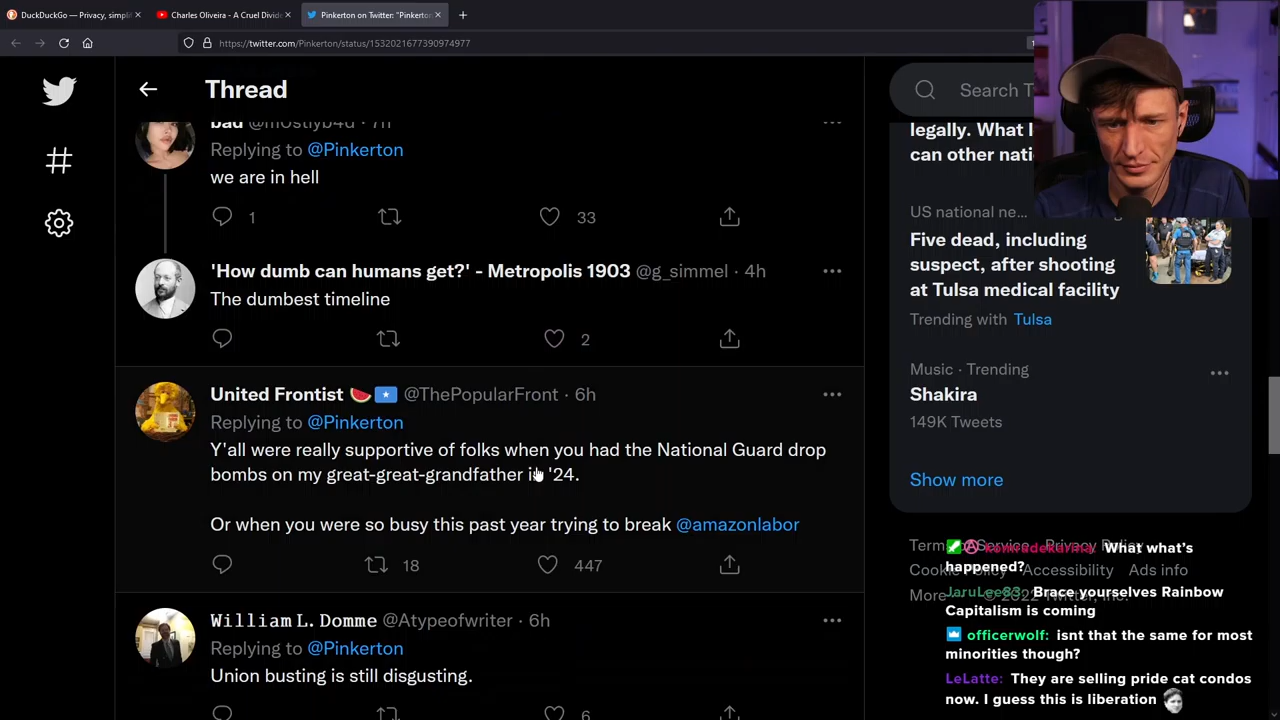 DuckDuckGo — Privacy, simplif
Charles Oliveira - A Cruel Divide
Pinkerton on Twitter: "Pinkerton
https://twitter.com/Pinkerton/status/1532021677390974977
Thread
Search T
bad @mostlyb4d · 7h
Replying to @Pinkerton
we are in hell
1
33
'How dumb can humans get?' - Metropolis 1903 @g_simmel · 4h
The dumbest timeline
2
United Frontist @ThePopularFront · 6h
Replying to @Pinkerton
Y'all were really supportive of folks when you had the National Guard drop
bombs on my great-great-grandfather in '24.
Or when you were so busy this past year trying to break @amazonlabor
18
447
William L. Domme @Atypeofwriter · 6h
Replying to @Pinkerton
Union busting is still disgusting.
6
legally. What I
can other nati
US national ne...
Five dead, including
suspect, after shooting
at Tulsa medical facility
Trending with Tulsa
Music · Trending
Shakira
149K Tweets
Show more
Terms of Service Privacy Policy
Cookie Policy Accessibility Ads info
More ... © 2022 Twitter, Inc.
What what's
happened?
JaruLee83: Brace yourselves Rainbow
Capitalism is coming
officerwolf: isnt that the same for most
minorities though?
LeLatte: They are selling pride cat condos
now. I guess this is liberation